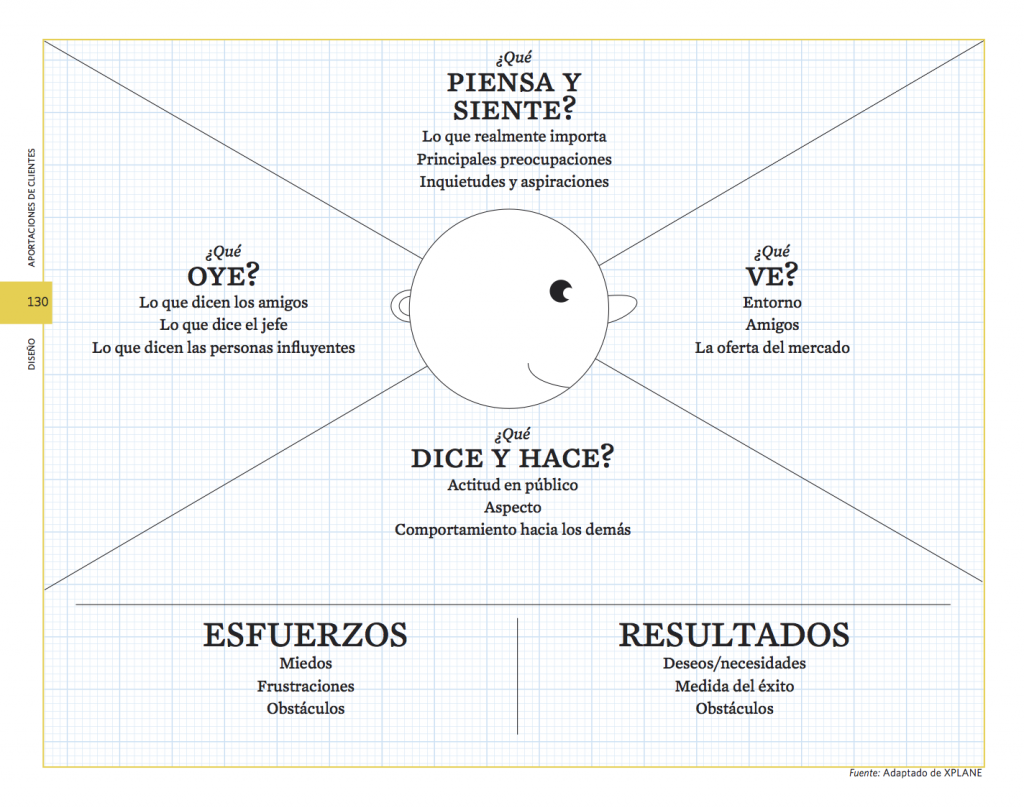 ¿Qué
PIENSA Y
SIENTE?
Lo que realmente importa
Principales preocupaciones
Inquietudes y aspiraciones
APORTACIONES DE CLIENTES
130
DISEÑO
¿Qué
OYE?
Lo que dicen los amigos
Lo que dice el jefe
Lo que dicen las personas influyentes
¿Qué
VE?
Entorno
Amigos
La oferta del mercado
¿Qué
DICE Y HACE?
Actitud en público
Aspecto
Comportamiento hacia los demás
ESFUERZOS
Miedos
Frustraciones
Obstáculos
RESULTADOS
Deseos/necesidades
Medida del éxito
Obstáculos
Fuente: Adaptado de XPLANE